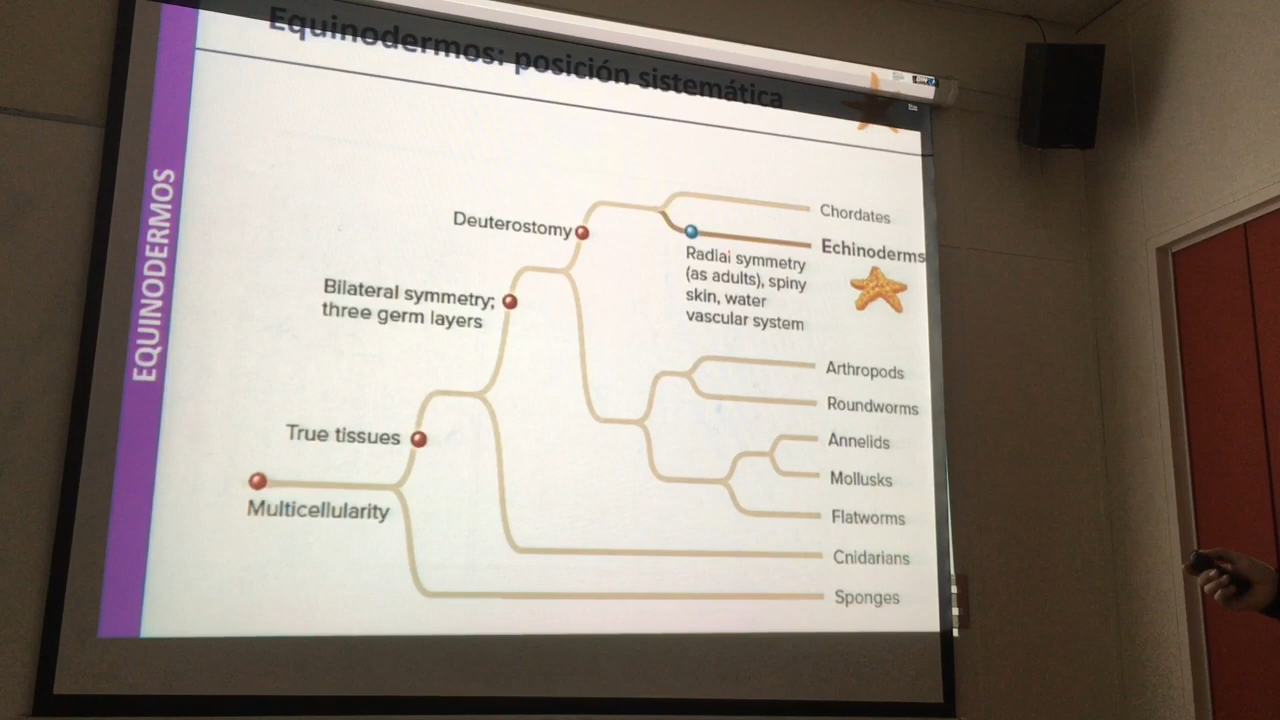 Equinodermos: posición sistemática
EQUINODERMOS
Chordates
Deuterostomy
Echinoderms
Radial symmetry
(as adults), spiny
skin, water
vascular system
Bilateral symmetry;
three germ layers
Arthropods
Roundworms
True tissues
Annelids
Mollusks
Multicellularity
Flatworms
Cnidarians
Sponges